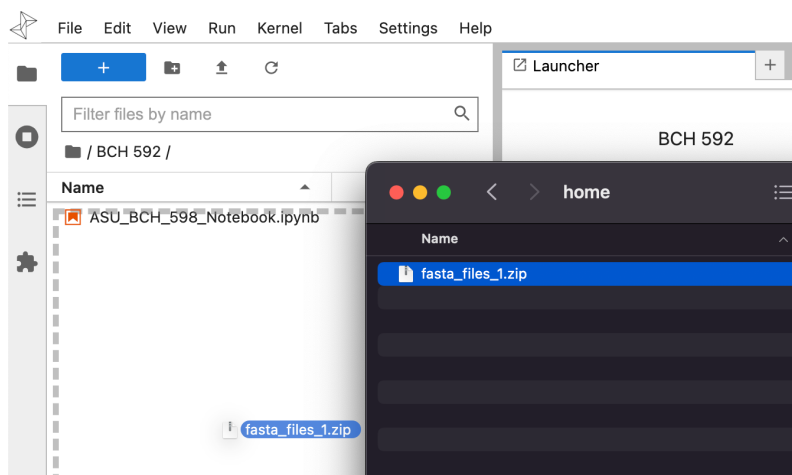 File Edit View Run Kernel Tabs Settings Help
+
Launcher
+
Filter files by name
/ BCH 592 /
BCH 592
Name
ASU_BCH_598_Notebook.ipynb
home
Name
fasta_files_1.zip
fasta_files_1.zip